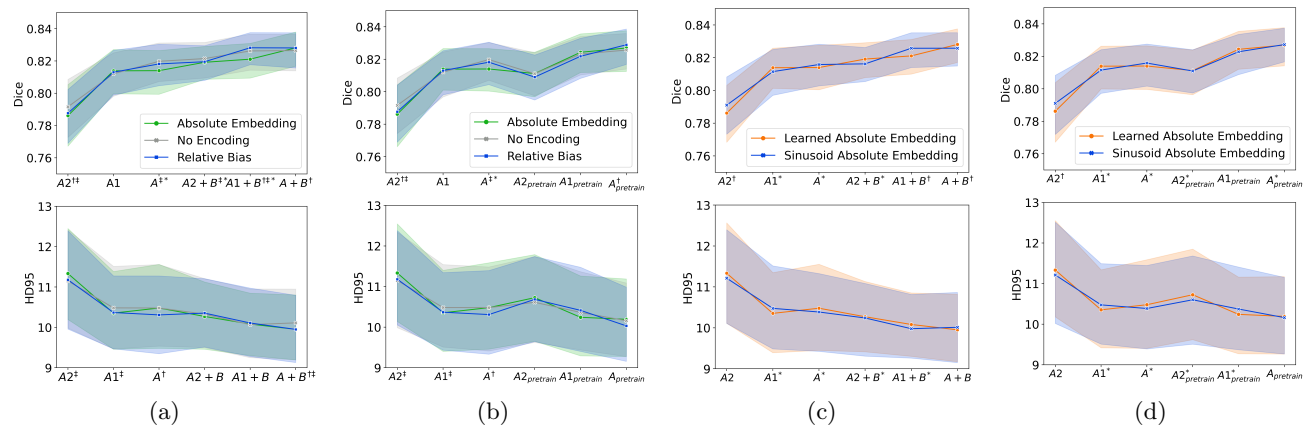 Dice
0.84
0.82
0.80
0.78
0.76
Absolute Embedding
No Encoding
Relative Bias
A2†‡ A1 A‡* A2 + B‡* A1 + B†‡* A + B†
HD95
13
12
11
10
9
A2‡ A1‡ A† A2 + B A1 + B A + B†‡
(a)
Dice
0.84
0.82
0.80
0.78
0.76
Absolute Embedding
No Encoding
Relative Bias
A2†‡ A1 A‡* A2pretrain A1pretrain A†pretrain
HD95
13
12
11
10
9
A2‡ A1‡ A† A2pretrain A1pretrain Apretrain
(b)
Dice
0.84
0.82
0.80
0.78
0.76
Learned Absolute Embedding
Sinusoid Absolute Embedding
A2† A1* A* A2 + B* A1 + B† A + B†
HD95
13
12
11
10
9
A2 A1* A* A2 + B* A1 + B* A + B
(c)
Dice
0.84
0.82
0.80
0.78
0.76
Learned Absolute Embedding
Sinusoid Absolute Embedding
A2† A1* A* A2*pretrain A1pretrain A*pretrain
HD95
13
12
11
10
9
A2 A1* A* A2*pretrain A1*pretrain Apretrain
(d)